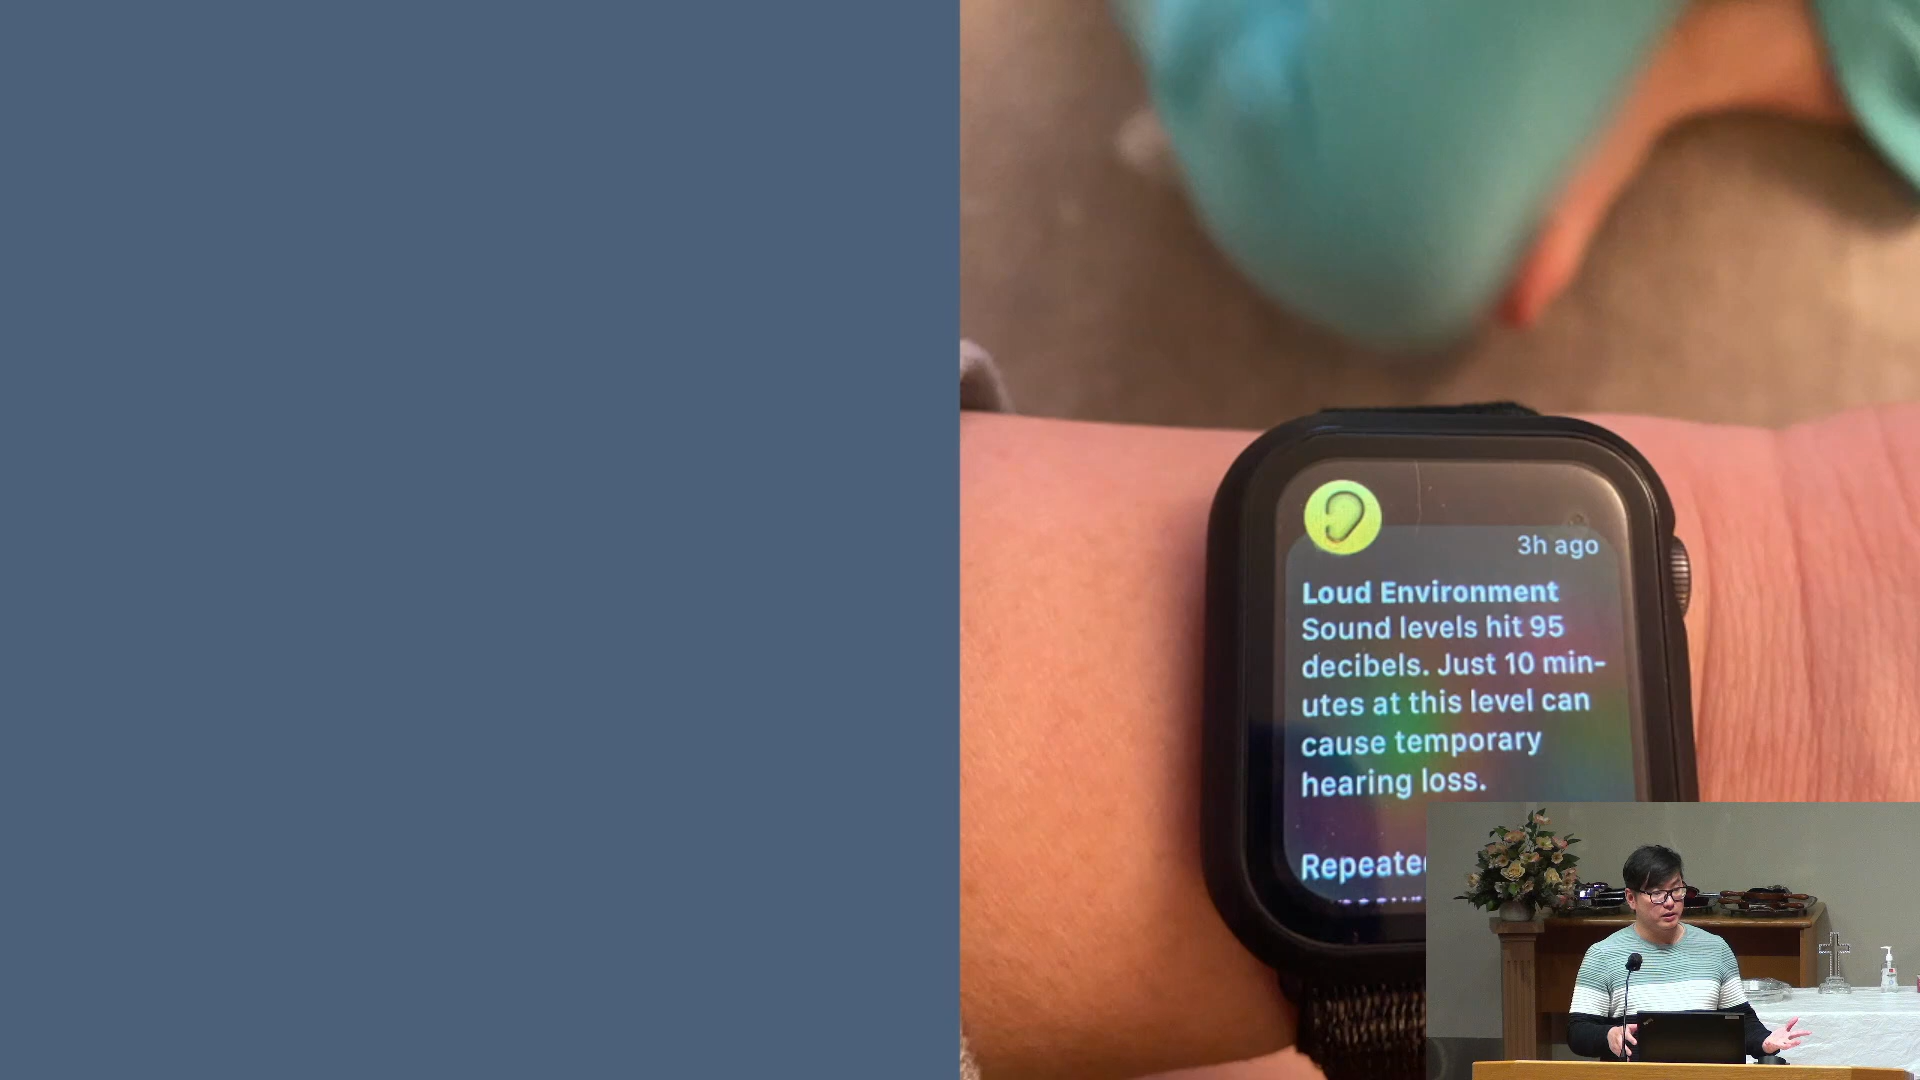 3h ago
Loud Environment
Sound levels hit 95
decibels. Just 10 min-
utes at this level can
cause temporary
hearing loss.